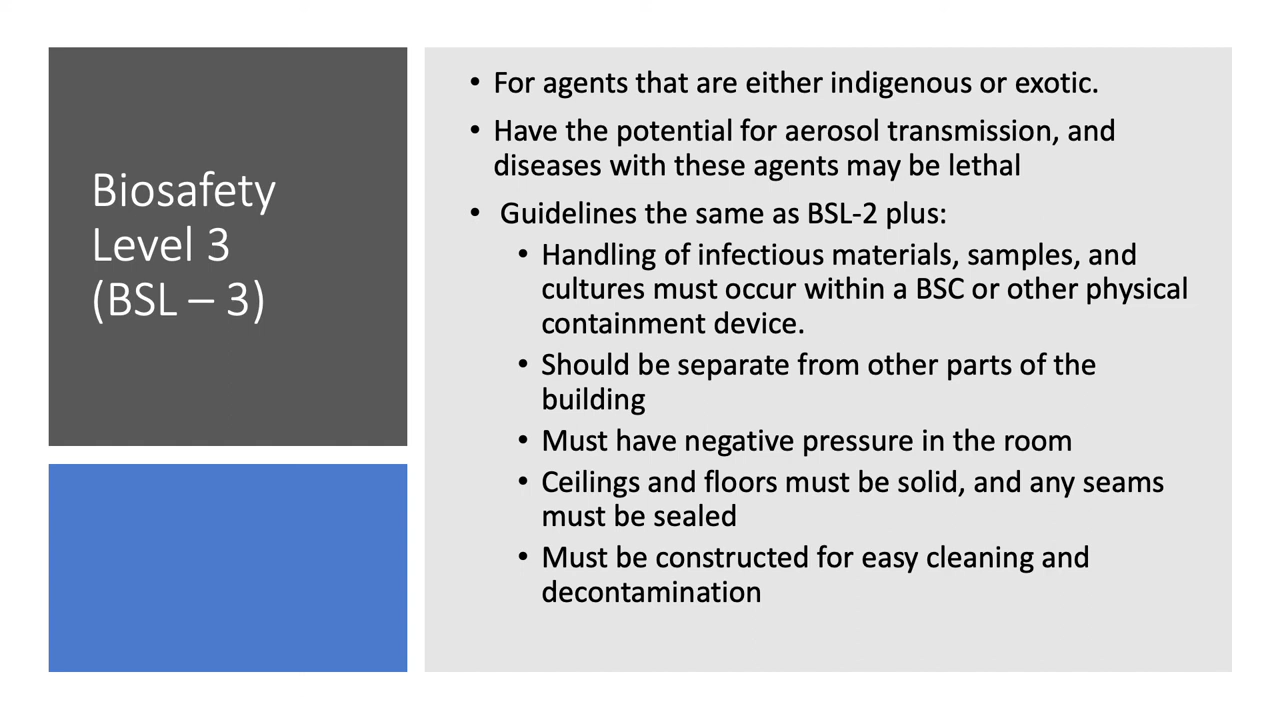 Biosafety
Level 3
(BSL – 3)
• For agents that are either indigenous or exotic.
• Have the potential for aerosol transmission, and
diseases with these agents may be lethal
• Guidelines the same as BSL-2 plus:
• Handling of infectious materials, samples, and
cultures must occur within a BSC or other physical
containment device.
• Should be separate from other parts of the
building
• Must have negative pressure in the room
• Ceilings and floors must be solid, and any seams
must be sealed
• Must be constructed for easy cleaning and
decontamination